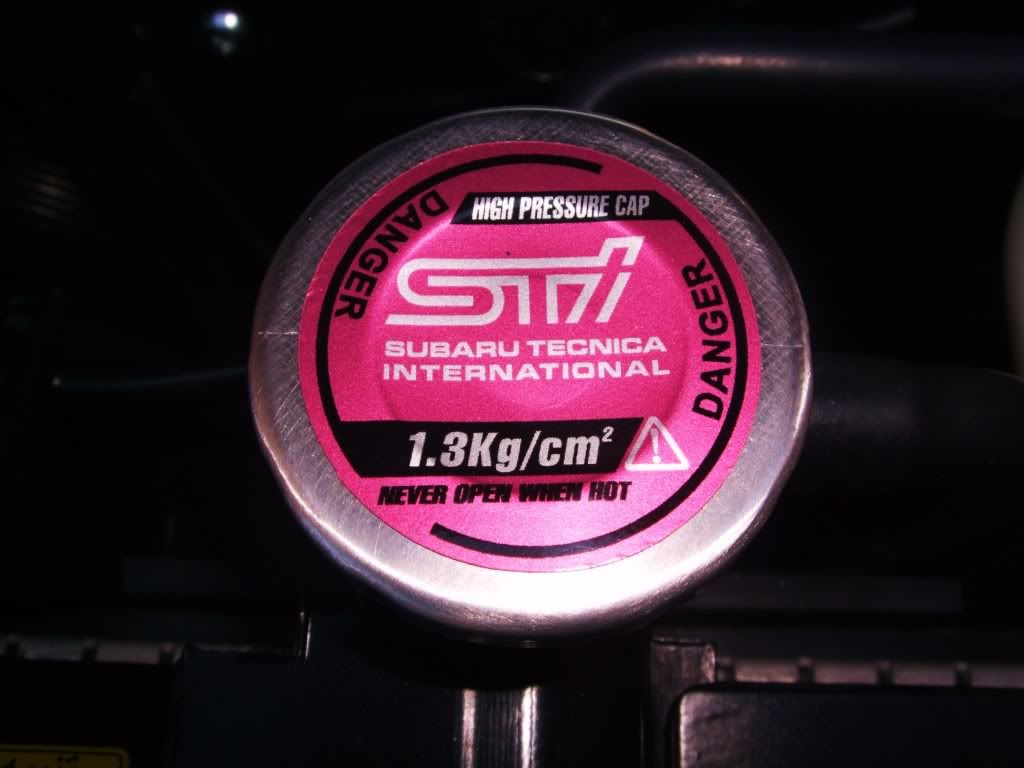 HIGH PRESSURE CAP
DANGER
STi
SUBARU TECNICA
INTERNATIONAL
DANGER
1.3Kg/cm²
NEVER OPEN WHEN HOT